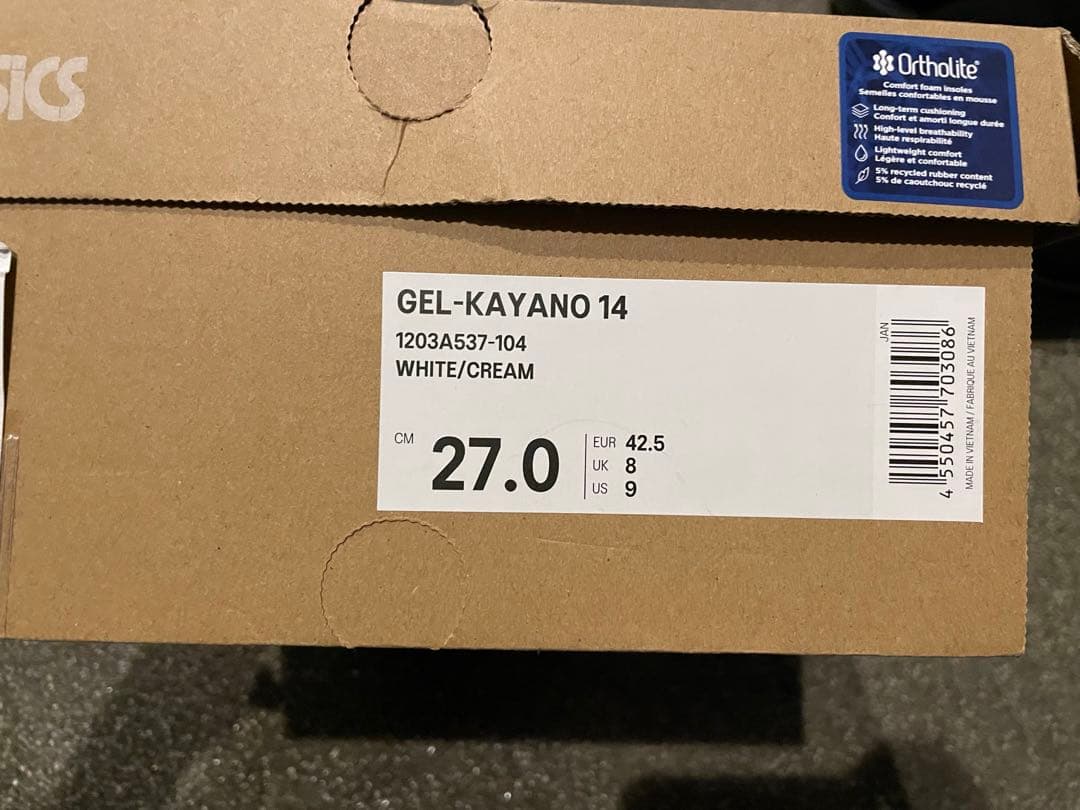 sics
Ortholite®
Comfort foam insoles
Semelles confortables en mousse
Long-term cushioning
Confort et amorti longue durée
High-level breathability
Haute respirabilité
Lightweight comfort
Légère et confortable
5% recycled rubber content
5% de caoutchouc recyclé
GEL-KAYANO 14
1203A537-104
WHITE/CREAM
CM 27.0
EUR 42.5
UK 8
US 9
JAN
4 550457 703086
MADE IN VIETNAM / FABRIQUE AU VIETNAM